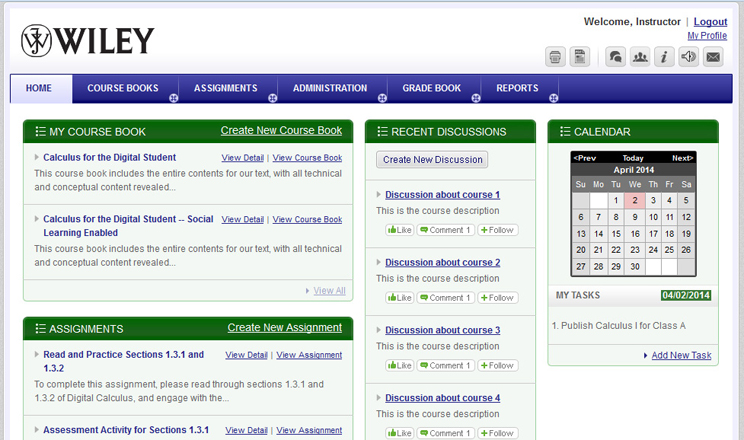 WILEY
Welcome, Instructor | Logout
My Profile
HOME
COURSE BOOKS
ASSIGNMENTS
ADMINISTRATION
GRADE BOOK
REPORTS
MY COURSE BOOK
Create New Course Book
Calculus for the Digital Student
View Detail | View Course Book
This course book includes the entire contents for our text, with all technical
and conceptual content revealed...
Calculus for the Digital Student -- Social
Learning Enabled
View Detail | View Course Book
This course book includes the entire contents for our text, with all technical
and conceptual content revealed...
View All
ASSIGNMENTS
Create New Assignment
Read and Practice Sections 1.3.1 and
1.3.2
View Detail | View Assignment
To complete this assignment, please read through sections 1.3.1 and
1.3.2 of Digital Calculus, and engage with the...
Assessment Activity for Sections 1.3.1
View Detail | View Assignment
RECENT DISCUSSIONS
Create New Discussion
Discussion about course 1
This is the course description
Like
Comment 1
Follow
Discussion about course 2
This is the course description
Like
Comment 1
Follow
Discussion about course 3
This is the course description
Like
Comment 1
Follow
Discussion about course 4
This is the course description
Like
Comment 1
Follow
CALENDAR
<Prev Today Next>
April 2014
Su Mo Tu We Th Fr Sa
1 2 3 4 5
6 7 8 9 10 11 12
13 14 15 16 17 18 19
20 21 22 23 24 25 26
27 28 29 30
MY TASKS
04/02/2014
1. Publish Calculus I for Class A
Add New Task